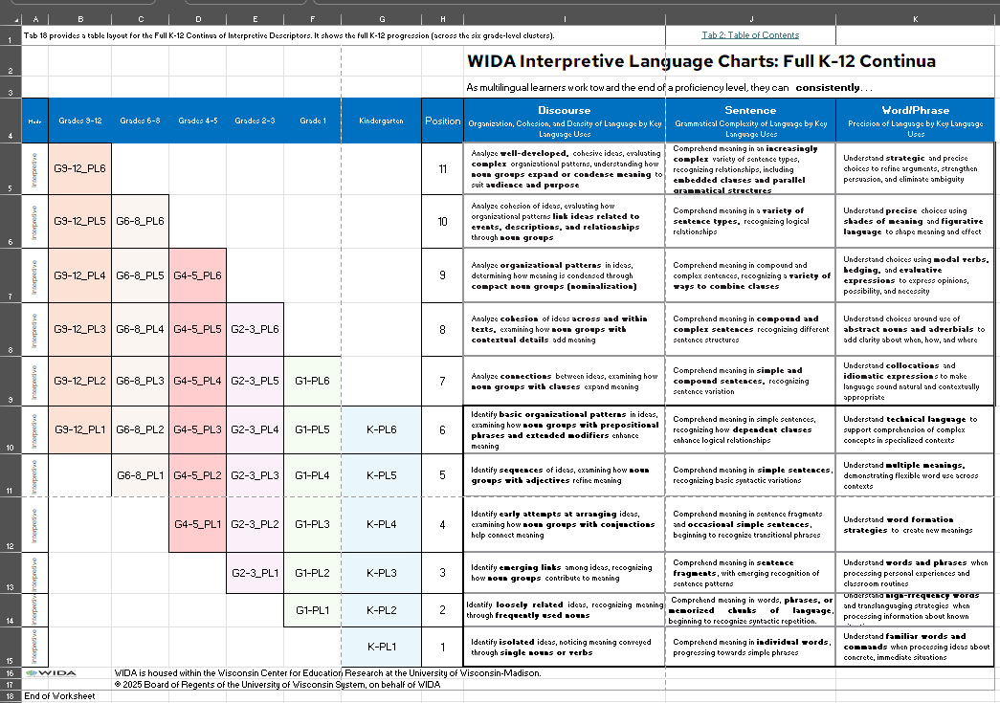 A B C D E F G H I J K
1 Tab 18 provides a table layout for the Full K-12 Continua of Interpretive Descriptors. It shows the full K-12 progression (across the six grade-level clusters). Tab 2: Table of Contents
2 WIDA Interpretive Language Charts: Full K-12 Continua
3 As multilingual learners work toward the end of a proficiency level, they can consistently...
4 Mode Grades 9-12 Grades 6-8 Grades 4-5 Grades 2-3 Grade 1 Kindergarten Position
Discourse
Organization, Cohesion, and Density of Language by Key
Language Uses
Sentence
Grammatical Complexity of Language by Key
Language Uses
Word/Phrase
Precision of Language by Key Language
Uses
5 Interpretive G9-12_PL6 11
Analyze well-developed, cohesive ideas, evaluating
complex organizational patterns, understanding how
noun groups expand or condense meaning to
suit audience and purpose
Comprehend meaning in an increasingly
complex variety of sentence types,
recognizing relationships, including
embedded clauses and parallel
grammatical structures
Understand strategic and precise
choices to refine arguments, strengthen
persuasion, and eliminate ambiguity
6 Interpretive G9-12_PL5 G6-8_PL6 10
Analyze cohesion of ideas, evaluating how
organizational patterns link ideas related to
events, descriptions, and relationships
through noun groups
Comprehend meaning in a variety of
sentence types, recognizing logical
relationships
Understand precise choices using
shades of meaning and figurative
language to shape meaning and effect
7 Interpretive G9-12_PL4 G6-8_PL5 G4-5_PL6 9
Analyze organizational patterns in ideas,
determining how meaning is condensed through
compact noun groups (nominalization)
Comprehend meaning in compound and
complex sentences, recognizing a variety of
ways to combine clauses
Understand choices using modal verbs,
hedging, and evaluative
expressions to express opinions,
possibility, and necessity
8 Interpretive G9-12_PL3 G6-8_PL4 G4-5_PL5 G2-3_PL6 8
Analyze cohesion of ideas across and within
texts, examining how noun groups with
contextual details add meaning
Comprehend meaning in compound and
complex sentences recognizing different
sentence structures
Understand choices around use of
abstract nouns and adverbials to
add clarity about when, how, and where
9 Interpretive G9-12_PL2 G6-8_PL3 G4-5_PL4 G2-3_PL5 G1-PL6 7
Analyze connections between ideas, examining how
noun groups with clauses expand meaning
Comprehend meaning in simple and
compound sentences, recognizing
sentence variation
Understand collocations and
idiomatic expressions to make
language sound natural and contextually
appropriate
10 Interpretive G9-12_PL1 G6-8_PL2 G4-5_PL3 G2-3_PL4 G1-PL5 K-PL6 6
Identify basic organizational patterns in ideas,
examining how noun groups with prepositional
phrases and extended modifiers enhance
meaning
Comprehend meaning in simple sentences,
recognizing how dependent clauses
enhance logical relationships
Understand technical language to
support comprehension of complex
concepts in specialized contexts
11 Interpretive G6-8_PL1 G4-5_PL2 G2-3_PL3 G1-PL4 K-PL5 5
Identify sequences of ideas, examining how noun
groups with adjectives refine meaning
Comprehend meaning in simple sentences,
recognizing basic syntactic variations
Understand multiple meanings,
demonstrating flexible word use across
contexts
12 Interpretive G4-5_PL1 G2-3_PL2 G1-PL3 K-PL4 4
Identify early attempts at arranging ideas,
examining how noun groups with conjunctions
help connect meaning
Comprehend meaning in sentence fragments
and occasional simple sentences,
beginning to recognize transitional phrases
Understand word formation
strategies to create new meanings
13 Interpretive G2-3_PL1 G1-PL2 K-PL3 3
Identify emerging links among ideas, recognizing
how noun groups contribute to meaning
Comprehend meaning in sentence
fragments, with emerging recognition of
sentence patterns
Understand words and phrases when
processing personal experiences and
classroom routines
14 Interpretive G1-PL1 K-PL2 2
Identify loosely related ideas, recognizing meaning
through frequently used nouns
Comprehend meaning in words, phrases, or
memorized chunks of language,
beginning to recognize syntactic repetition.
Understand high-frequency words
and translanguaging strategies when
processing information about known
15 Interpretive K-PL1 1
Identify isolated ideas, noticing meaning conveyed
through single nouns or verbs
Comprehend meaning in individual words,
progressing towards simple phrases
Understand familiar words and
commands when processing ideas about
concrete, immediate situations
16 WIDA WIDA is housed within the Wisconsin Center for Education Research at the University of Wisconsin-Madison.
17 © 2025 Board of Regents of the University of Wisconsin System, on behalf of WIDA
18 End of Worksheet